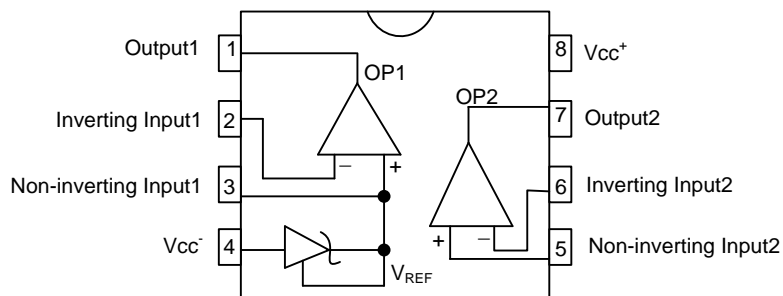 Output1
1
OP1
8
Vcc⁺
Inverting Input1
2
OP2
7
Output2
− +
Non-inverting Input1
3
6
Inverting Input2
+ −
Vcc⁻
4
5
Non-inverting Input2
V_REF